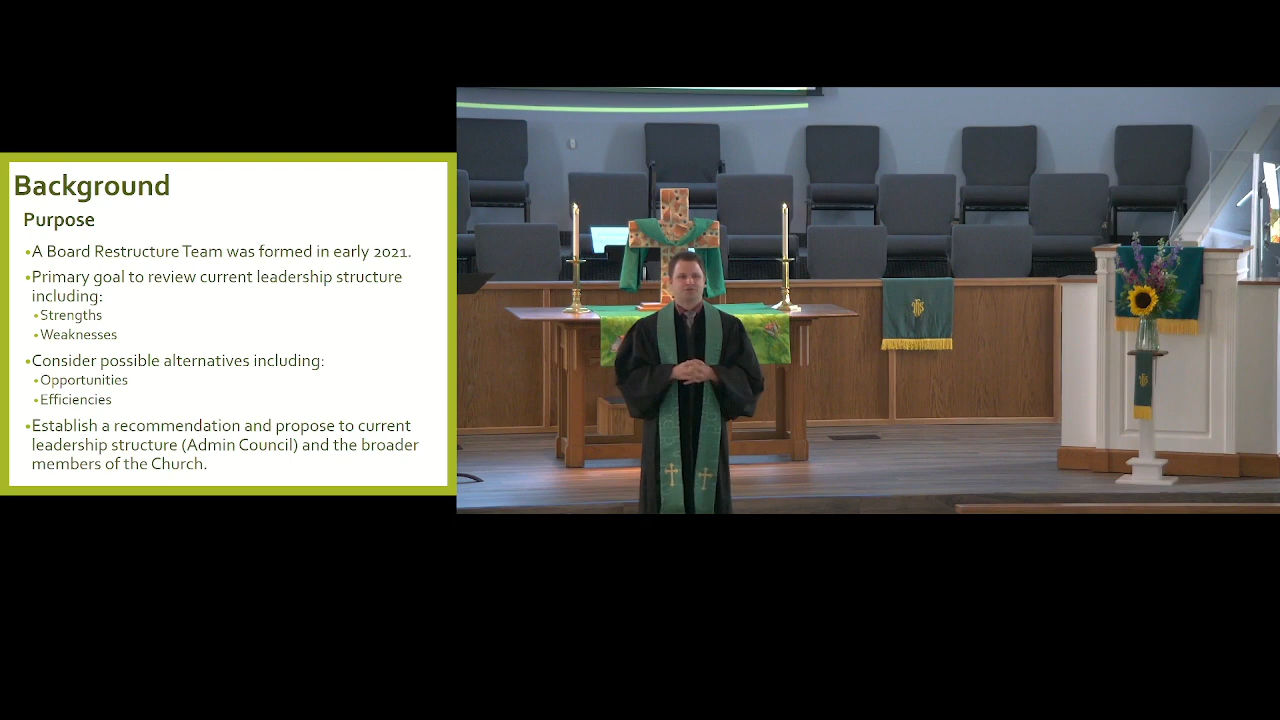 Background
Purpose
•A Board Restructure Team was formed in early 2021.
•Primary goal to review current leadership structure
including:
•Strengths
•Weaknesses
•Consider possible alternatives including:
•Opportunities
•Efficiencies
•Establish a recommendation and propose to current
leadership structure (Admin Council) and the broader
members of the Church.